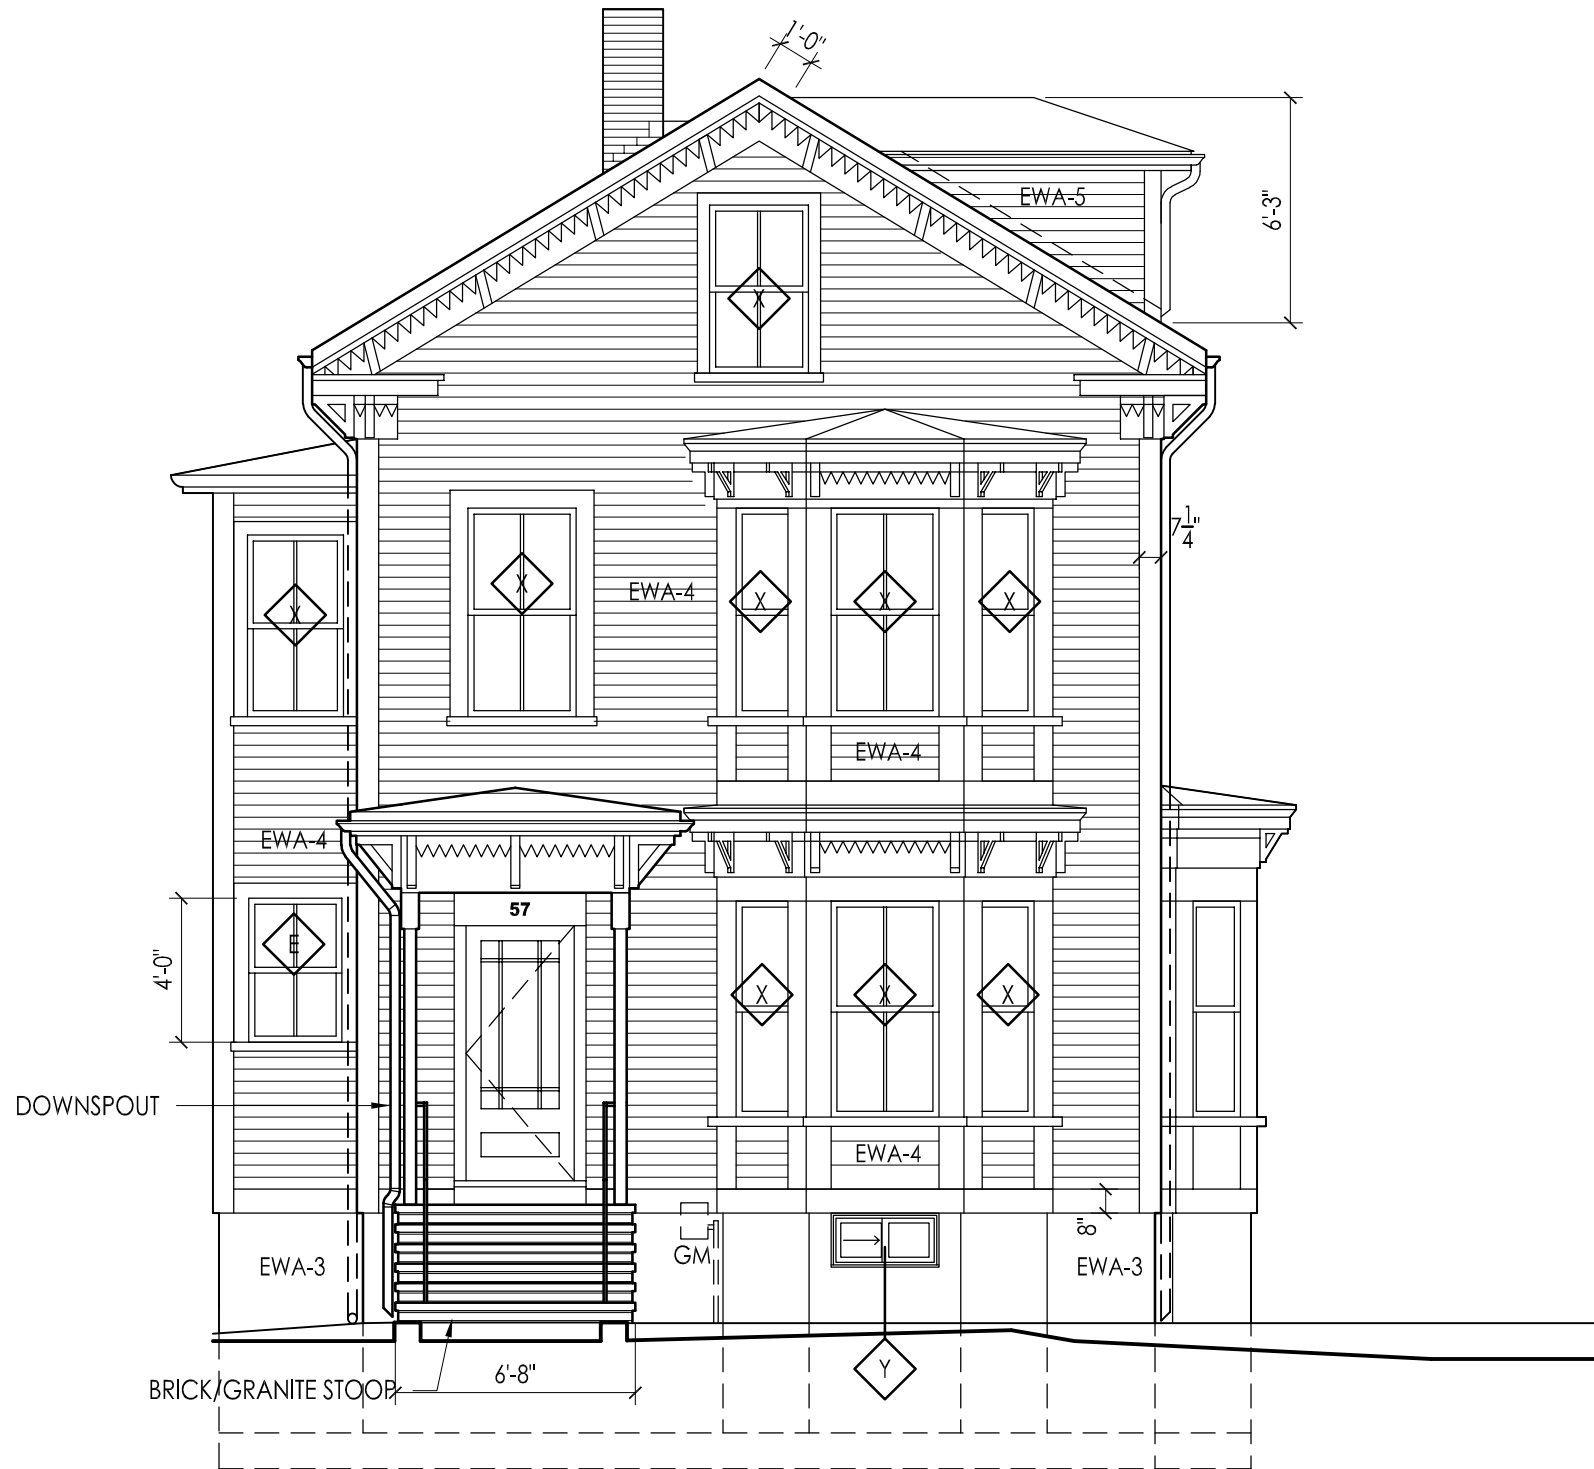 1'-0"
EWA-5
6'-3"
X
7 1/4"
X
X
EWA-4
X
X
X
EWA-4
EWA-4
57
4'-0"
E
X
X
X
DOWNSPOUT
EWA-4
8"
GM
EWA-3
EWA-3
6'-8"
Y
BRICK/GRANITE STOOP